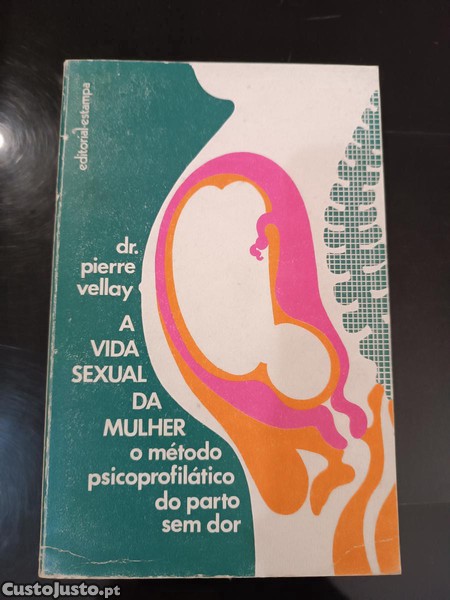 editorial estampa
dr.
pierre
vellay
A
VIDA
SEXUAL
DA
MULHER
o método
psicoprofilático
do parto
sem dor
CustoJusto.pt